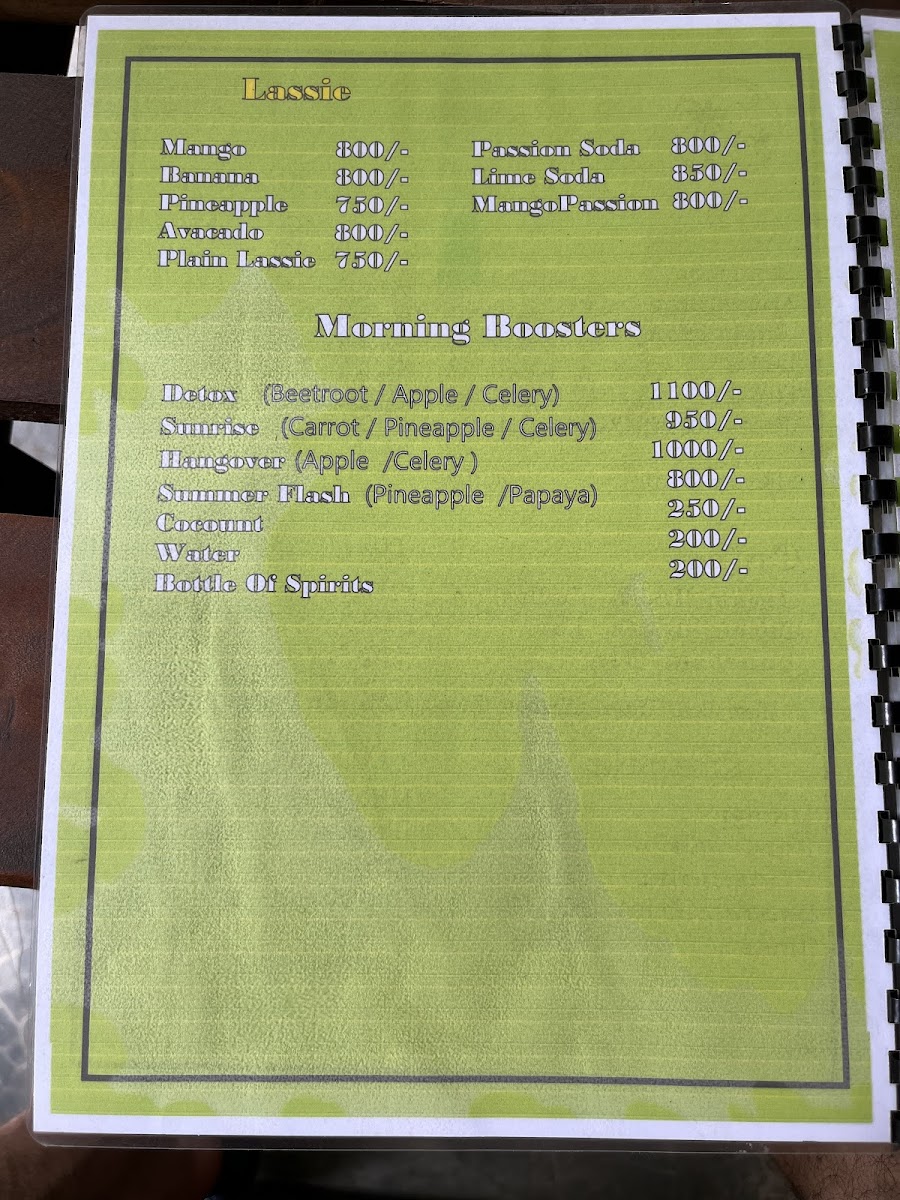 Lassie
Mango 800/- Passion Soda 800/-
Banana 800/- Lime Soda 850/-
Pineapple 750/- MangoPassion 800/-
Avacado 800/-
Plain Lassie 750/-
Morning Boosters
Detox (Beetroot / Apple / Celery) 1100/-
Sunrise (Carrot / Pineapple / Celery) 950/-
Hangover (Apple /Celery ) 1000/-
Summer Flash (Pineapple /Papaya) 800/-
Cocount 250/-
Water 200/-
Bottle Of Spirits 200/-